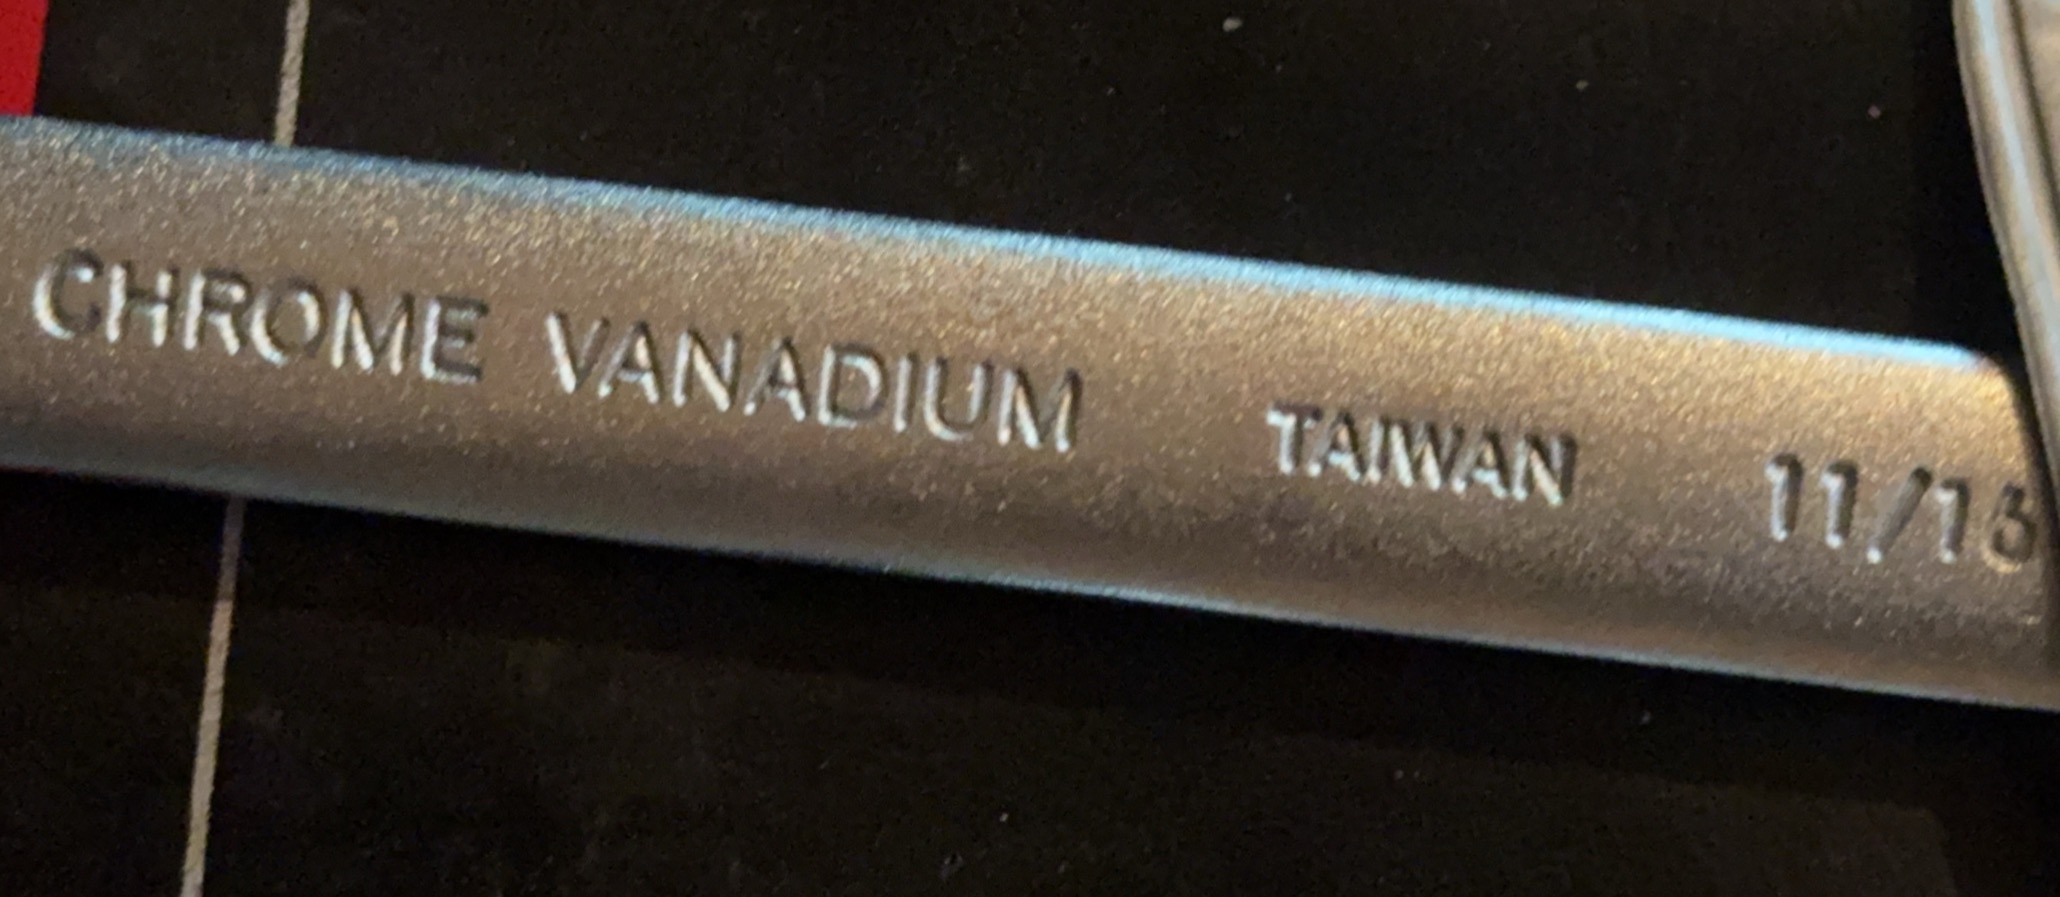 CHROME VANADIUM TAIWAN 11/16